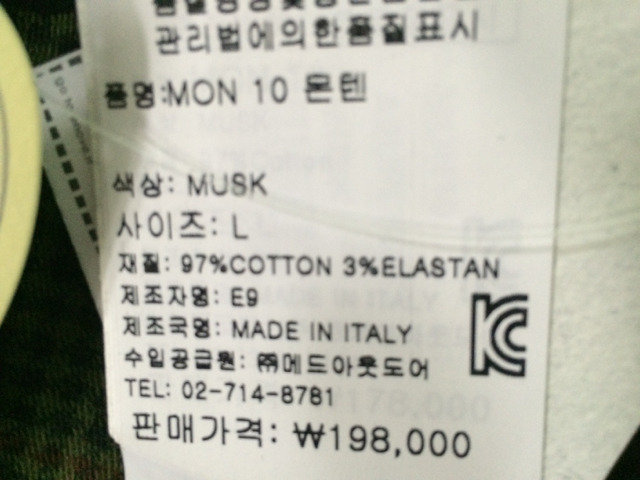 관리법에의한품질표시
품명:MON 10 몬텐
색상: MUSK
사이즈: L
재질: 97%COTTON 3%ELASTAN
제조자명: E9
제조국명: MADE IN ITALY
수입공급원: ㈜메드아웃도어
TEL: 02-714-8781
판매가격: ₩198,000